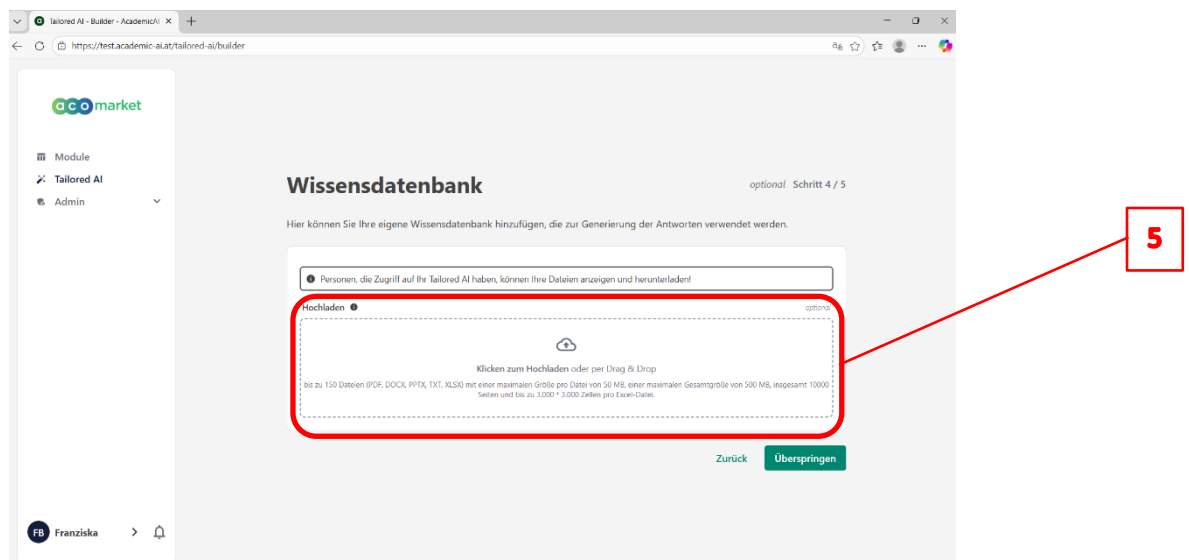 Tailored AI - Builder - AcademicAI
https://test.academic-ai.at/tailored-ai/builder
aco market
Module
Tailored AI
Admin
Wissensdatenbank
optional Schritt 4 / 5
Hier können Sie Ihre eigene Wissensdatenbank hinzufügen, die zur Generierung der Antworten verwendet werden.
5
Personen, die Zugriff auf Ihr Tailored AI haben, können Ihre Dateien anzeigen und herunterladen!
Hochladen
optional
Klicken zum Hochladen oder per Drag & Drop
bis zu 150 Dateien (PDF, DOCX, PPTX, TXT, XLSX) mit einer maximalen Größe pro Datei von 50 MB, einer maximalen Gesamtgröße von 500 MB, insgesamt 10000
Seiten und bis zu 3.000 * 3.000 Zellen pro Excel-Datei.
Zurück
Überspringen
FB Franziska